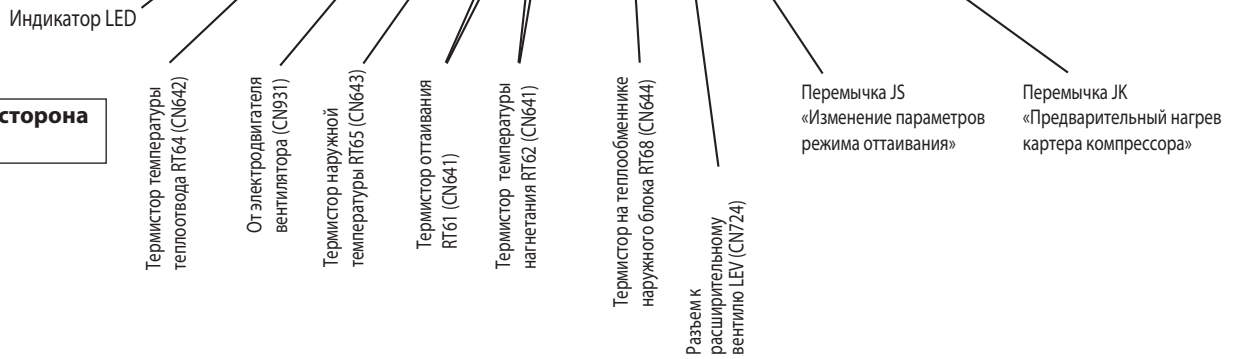 Индикатор LED
сторона
Термистор температуры
теплоотвода RT64 (CN642)
От электродвигателя
вентилятора (CN931)
Термистор наружной
температуры RT65 (CN643)
Термистор оттаивания
RT61 (CN641)
Термистор температуры
нагнетания RT62 (CN641)
Термистор на теплообменнике
наружного блока RT68 (CN644)
Разъем к
расширительному
вентилю LEV (CN724)
Перемычка JS
«Изменение параметров
режима оттаивания»
Перемычка JK
«Предварительный нагрев
картера компрессора»